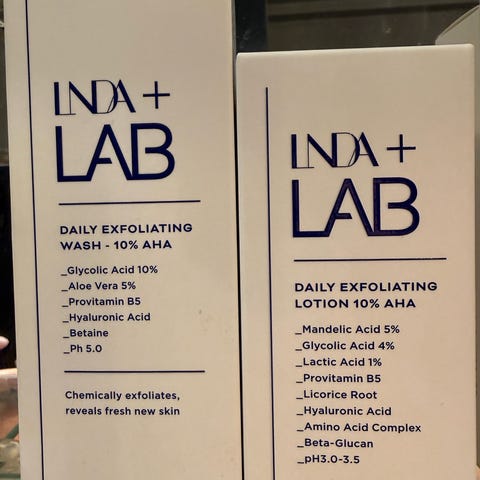 LINDA +
LAB
DAILY EXFOLIATING
WASH - 10% AHA
_Glycolic Acid 10%
_Aloe Vera 5%
_Provitamin B5
_Hyaluronic Acid
_Betaine
_Ph 5.0
Chemically exfoliates,
reveals fresh new skin
LINDA +
LAB
DAILY EXFOLIATING
LOTION 10% AHA
_Mandelic Acid 5%
_Glycolic Acid 4%
_Lactic Acid 1%
_Provitamin B5
_Licorice Root
_Hyaluronic Acid
_Amino Acid Complex
_Beta-Glucan
_pH3.0-3.5